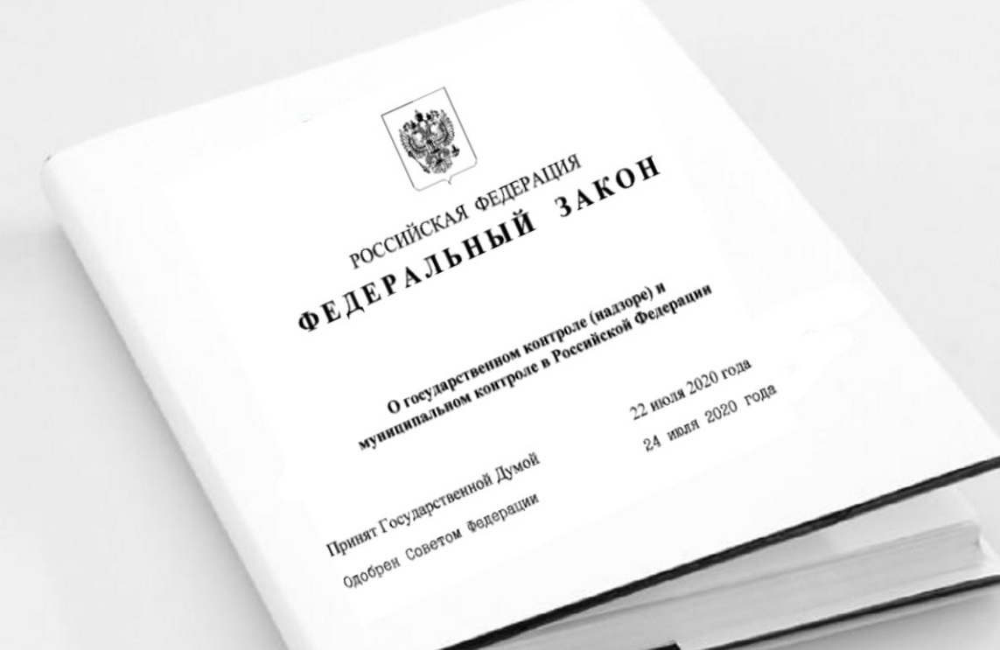 РОССИЙСКАЯ ФЕДЕРАЦИЯ
ФЕДЕРАЛЬНЫЙ ЗАКОН
О государственном контроле (надзоре) и
муниципальном контроле в Российской Федерации
Принят Государственной Думой 22 июля 2020 года
Одобрен Советом Федерации 24 июля 2020 года